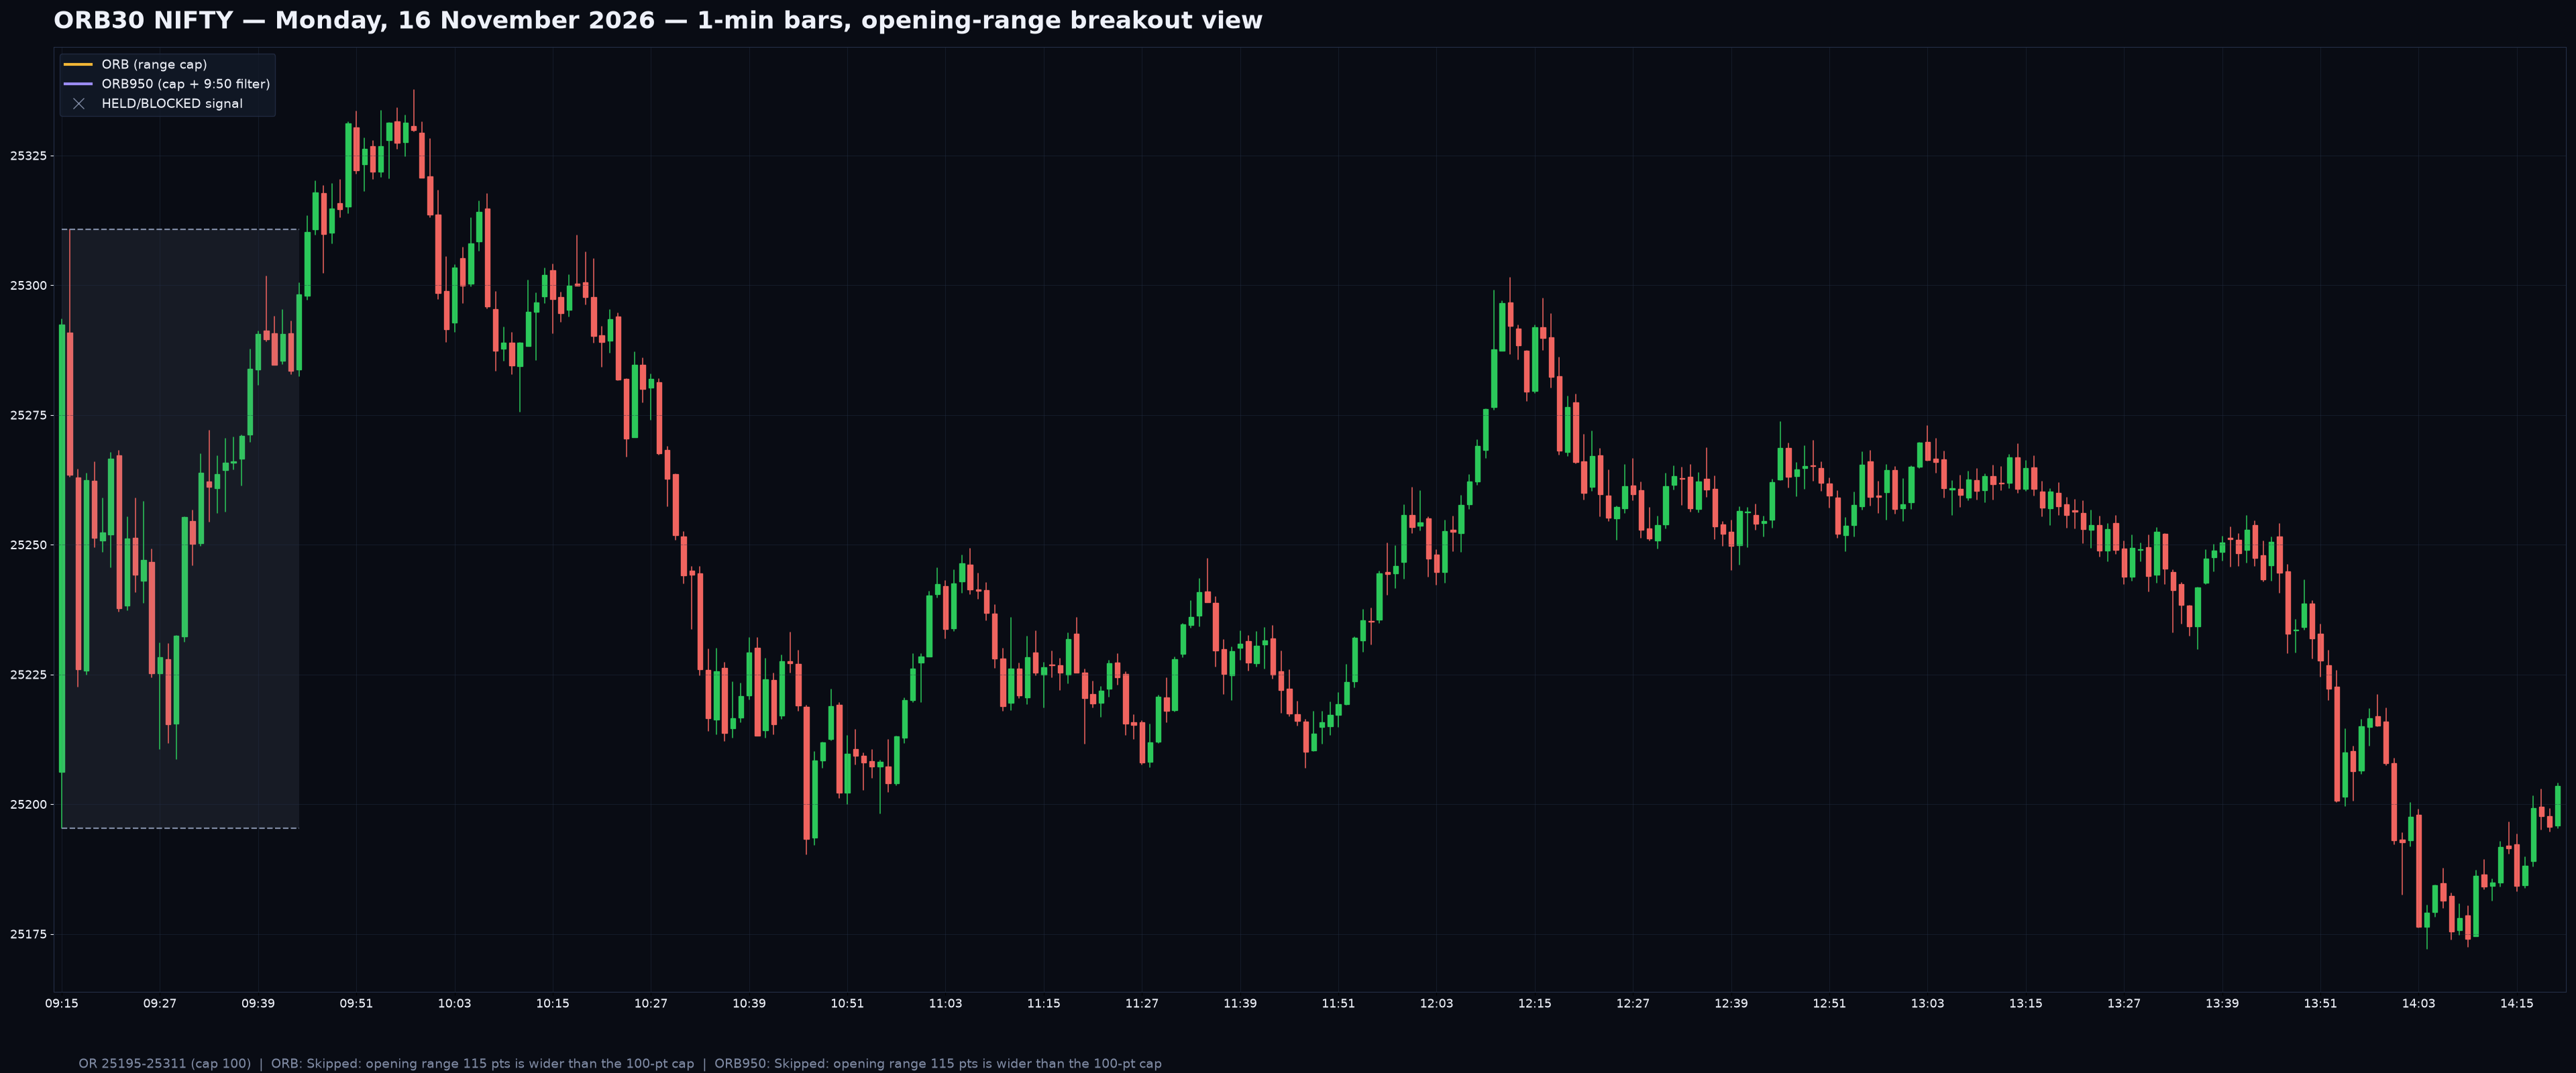 ORB30 NIFTY — Monday, 16 November 2026 — 1-min bars, opening-range breakout view
ORB (range cap)
ORB950 (cap + 9:50 filter)
HELD/BLOCKED signal
25325
25300
25275
25250
25225
25200
25175
09:15 09:27 09:39 09:51 10:03 10:15 10:27 10:39 10:51 11:03 11:15 11:27 11:39 11:51 12:03 12:15 12:27 12:39 12:51 13:03 13:15 13:27 13:39 13:51 14:03 14:15
OR 25195-25311 (cap 100) | ORB: Skipped: opening range 115 pts is wider than the 100-pt cap | ORB950: Skipped: opening range 115 pts is wider than the 100-pt cap